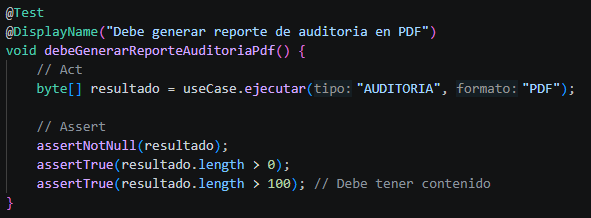 @Test
@DisplayName("Debe generar reporte de auditoria en PDF")
void debeGenerarReporteAuditoriaPdf() {
// Act
byte[] resultado = useCase.ejecutar(tipo: "AUDITORIA", formato: "PDF");
// Assert
assertNotNull(resultado);
assertTrue(resultado.length > 0);
assertTrue(resultado.length > 100); // Debe tener contenido
}